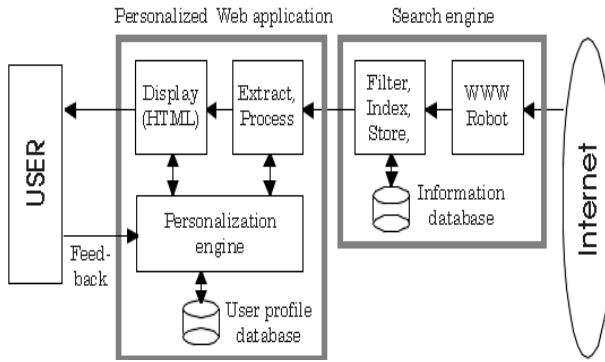 Personalized Web application
Search engine
USER
Display
(HTML)
Extract,
Process
Filter,
Index,
Store,
WWW
Robot
Internet
Personalization
engine
Information
database
Feed-
back
User profile
database